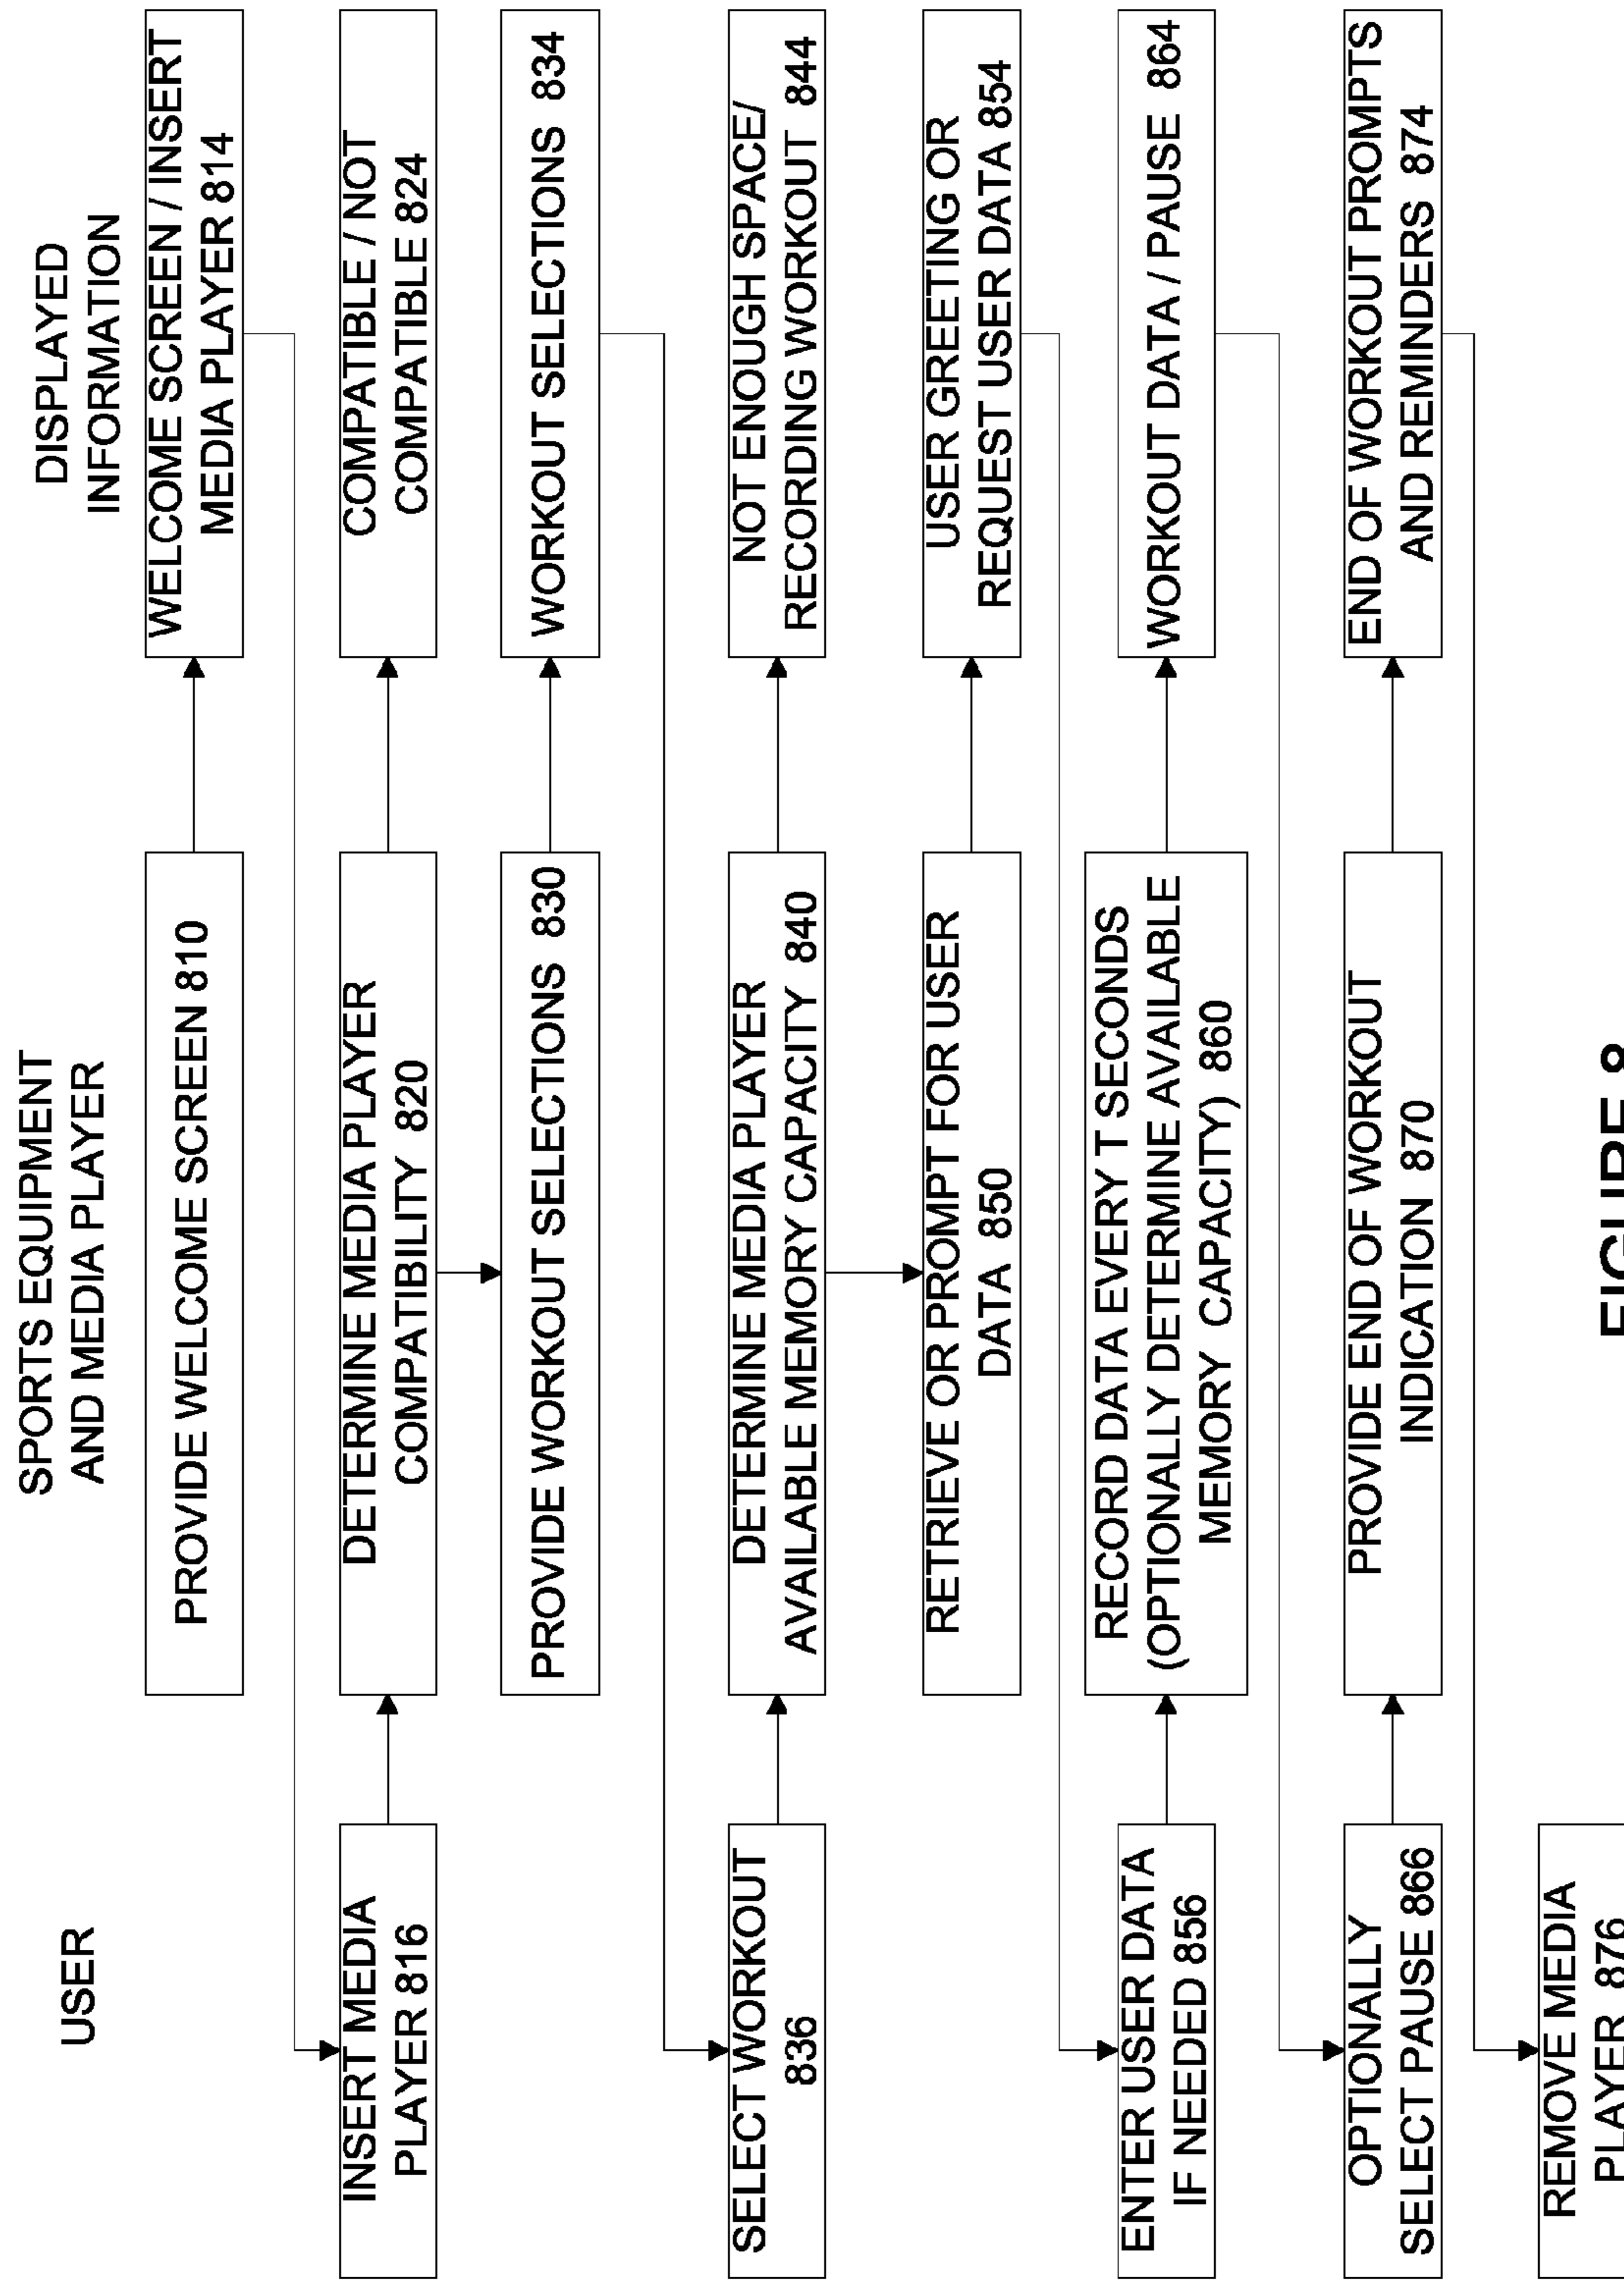 USER
SPORTS EQUIPMENT
AND MEDIA PLAYER
DISPLAYED
INFORMATION
PROVIDE WELCOME SCREEN 810
WELCOME SCREEN / INSERT
MEDIA PLAYER 814
INSERT MEDIA
PLAYER 816
DETERMINE MEDIA PLAYER
COMPATIBILITY 820
COMPATIBLE / NOT
COMPATIBLE 824
PROVIDE WORKOUT SELECTIONS 830
WORKOUT SELECTIONS 834
SELECT WORKOUT
836
DETERMINE MEDIA PLAYER
AVAILABLE MEMORY CAPACITY 840
NOT ENOUGH SPACE/
RECORDING WORKOUT 844
RETRIEVE OR PROMPT FOR USER
DATA 850
USER GREETING OR
REQUEST USER DATA 854
ENTER USER DATA
IF NEEDED 856
RECORD DATA EVERY T SECONDS
(OPTIONALLY DETERMINE AVAILABLE
MEMORY CAPACITY) 860
WORKOUT DATA / PAUSE 864
OPTIONALLY
SELECT PAUSE 866
PROVIDE END OF WORKOUT
INDICATION 870
END OF WORKOUT PROMPTS
AND REMINDERS 874
REMOVE MEDIA
PLAYER 876
FIGURE 8